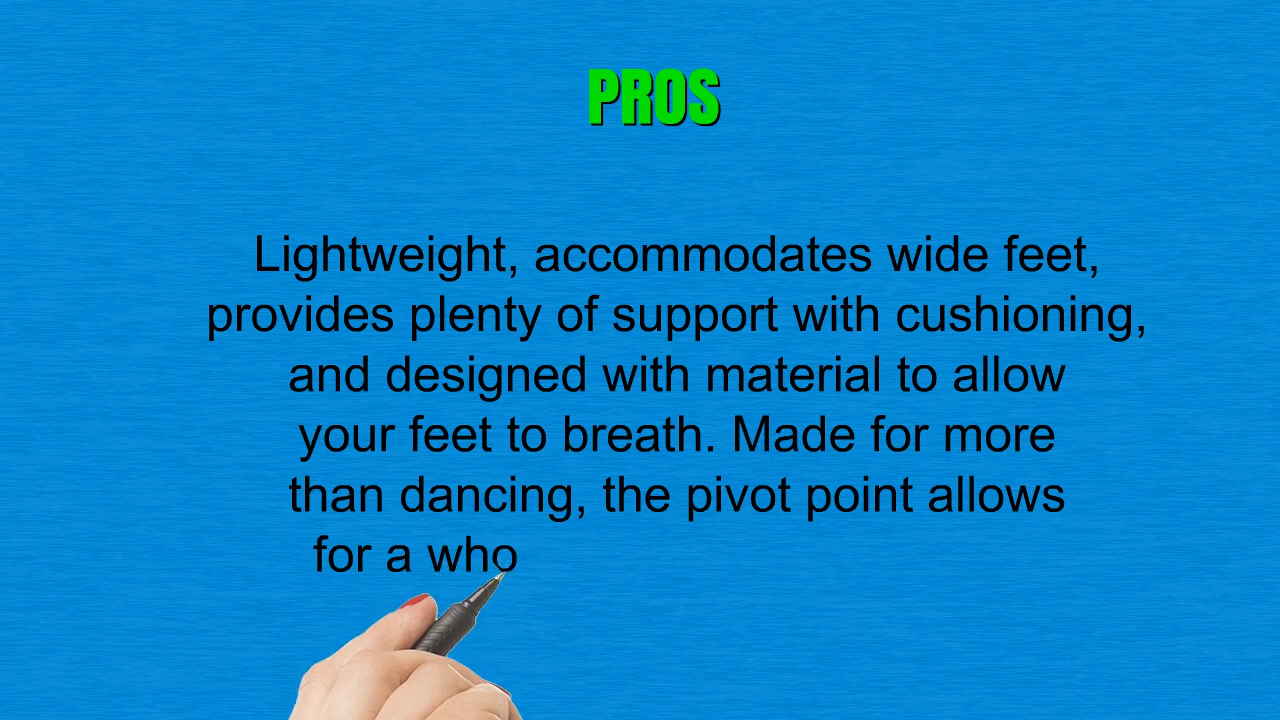 PROS
Lightweight, accommodates wide feet,
provides plenty of support with cushioning,
and designed with material to allow
your feet to breath. Made for more
than dancing, the pivot point allows
for a who